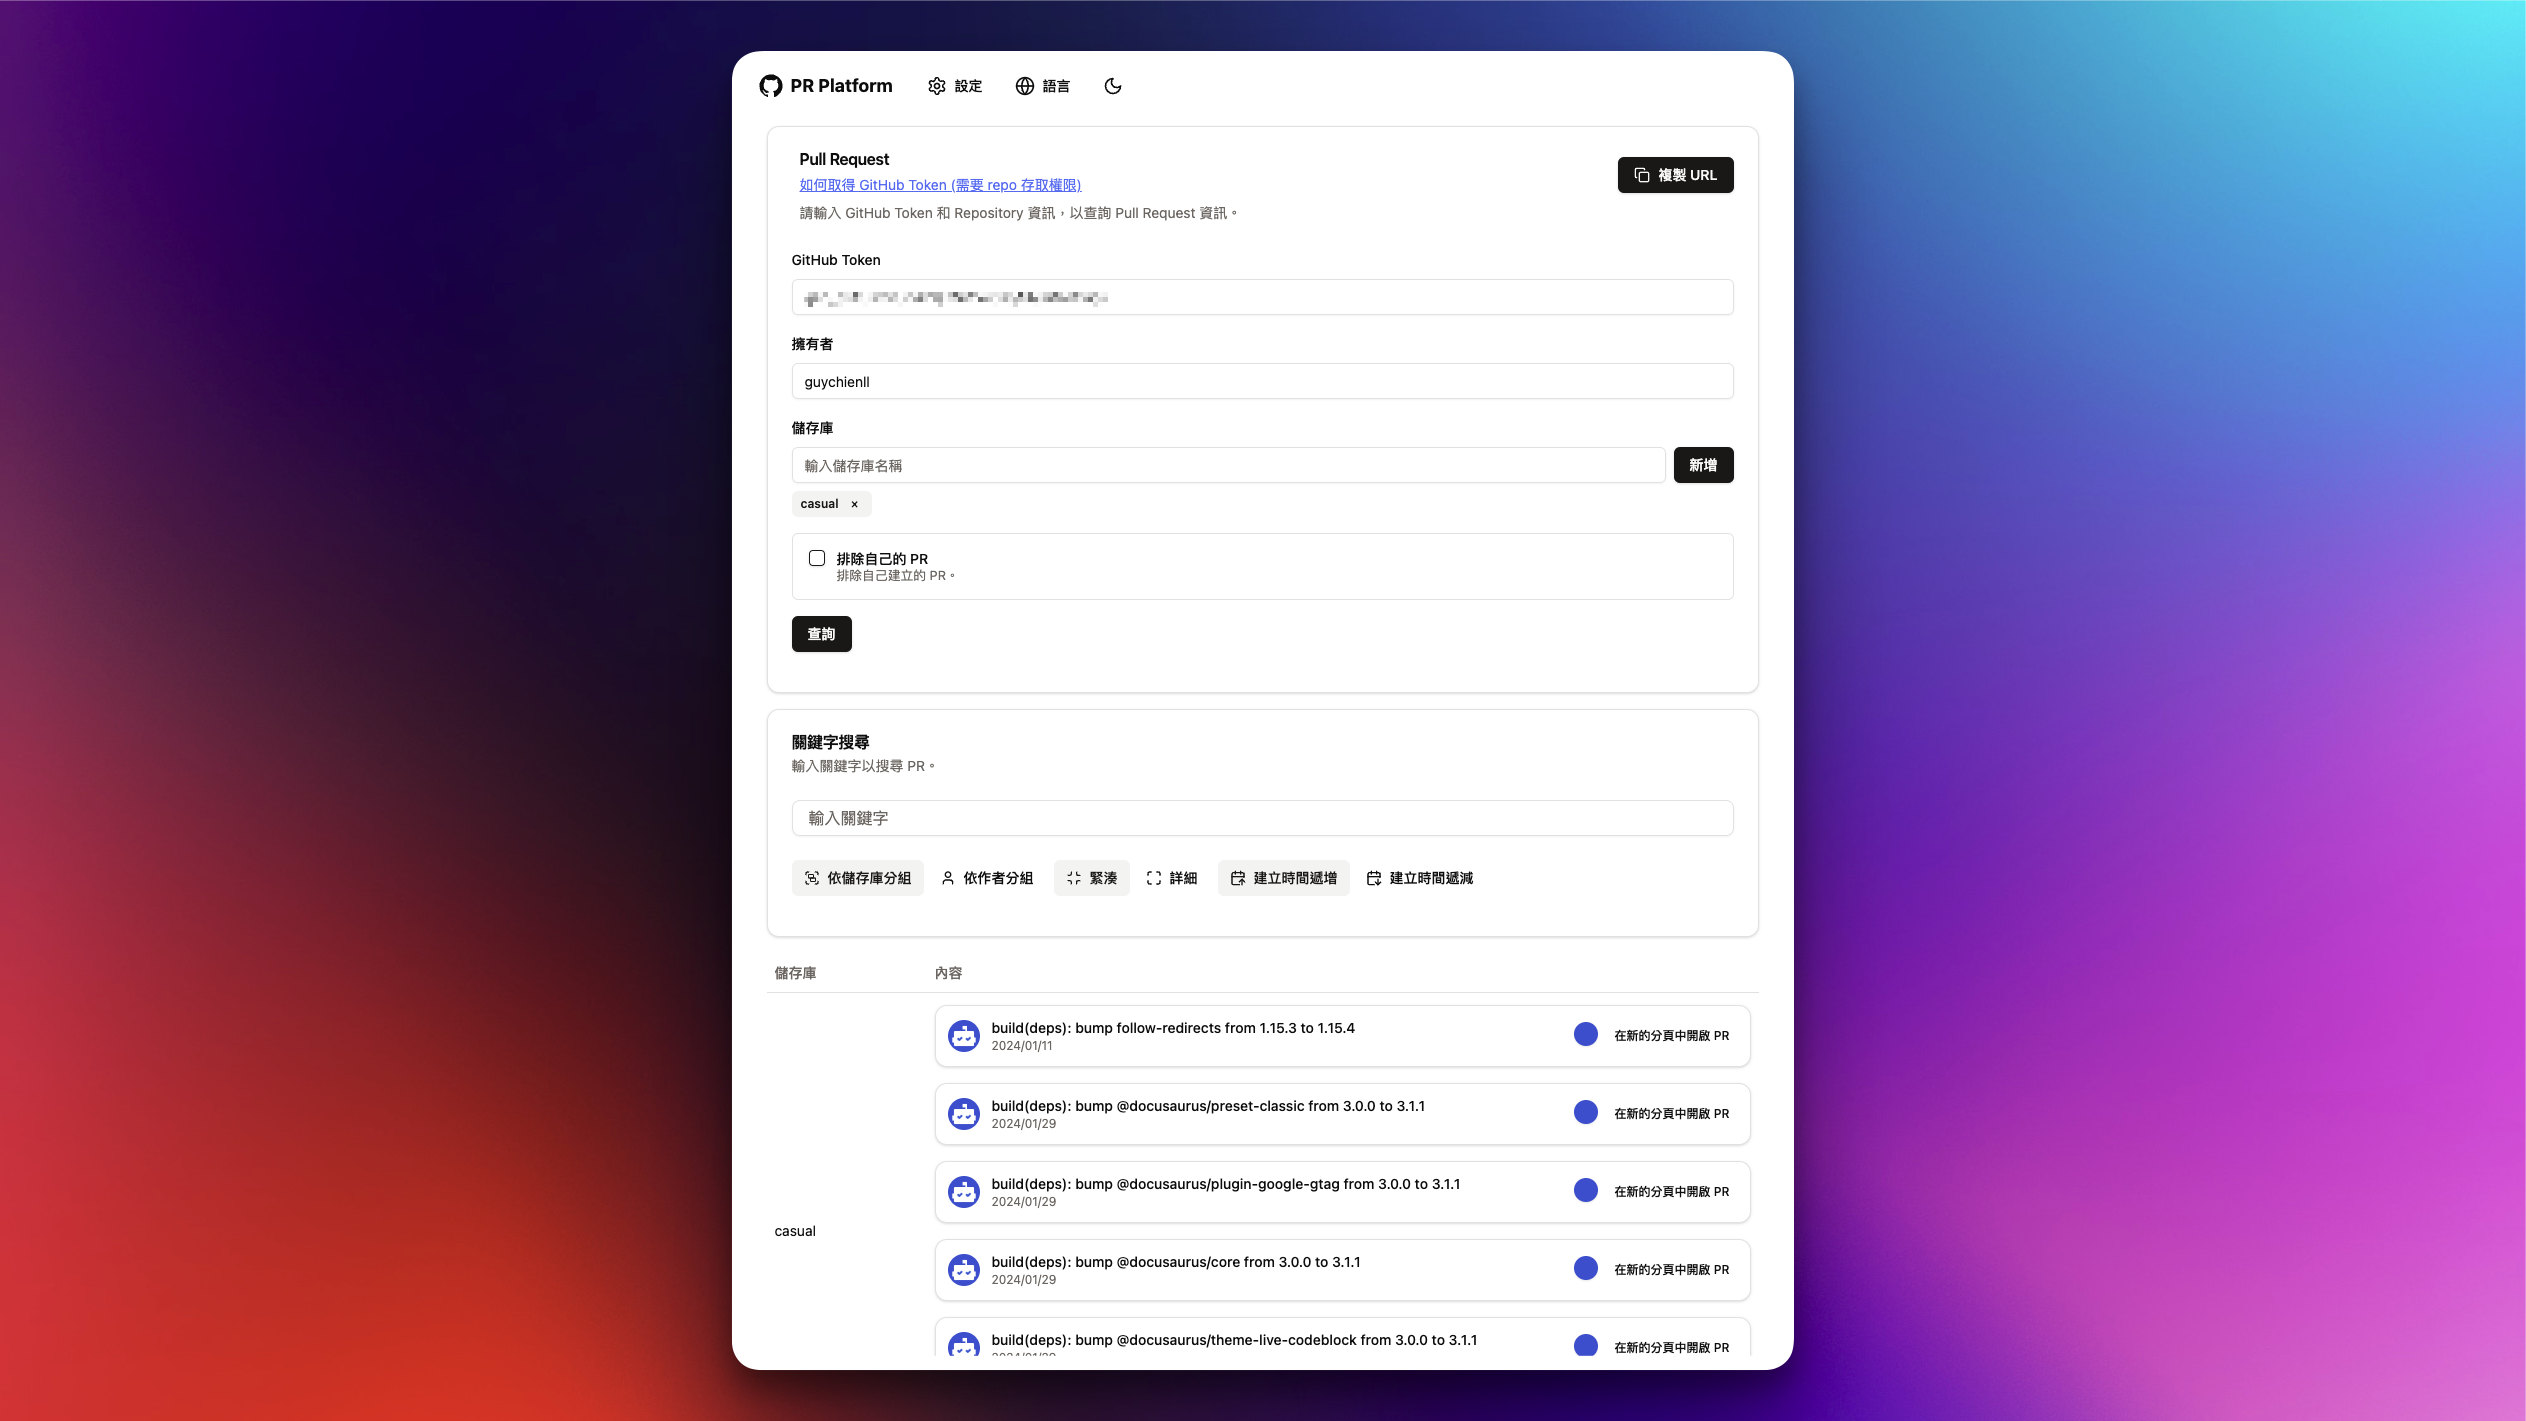 PR Platform 設定 語言
Pull Request
如何取得 GitHub Token (需要 repo 存取權限)
請輸入 GitHub Token 和 Repository 資訊，以查詢 Pull Request 資訊。
複製 URL
GitHub Token
擁有者
guychienll
儲存庫
輸入儲存庫名稱 新增
casual ×
排除自己的 PR
排除自己建立的 PR。
查詢
關鍵字搜尋
輸入關鍵字以搜尋 PR。
輸入關鍵字
依儲存庫分組 依作者分組 緊湊 詳細 建立時間遞增 建立時間遞減
儲存庫 內容
casual
build(deps): bump follow-redirects from 1.15.3 to 1.15.4
2024/01/11
在新的分頁中開啟 PR
build(deps): bump @docusaurus/preset-classic from 3.0.0 to 3.1.1
2024/01/29
在新的分頁中開啟 PR
build(deps): bump @docusaurus/plugin-google-gtag from 3.0.0 to 3.1.1
2024/01/29
在新的分頁中開啟 PR
build(deps): bump @docusaurus/core from 3.0.0 to 3.1.1
2024/01/29
在新的分頁中開啟 PR
build(deps): bump @docusaurus/theme-live-codeblock from 3.0.0 to 3.1.1
在新的分頁中開啟 PR